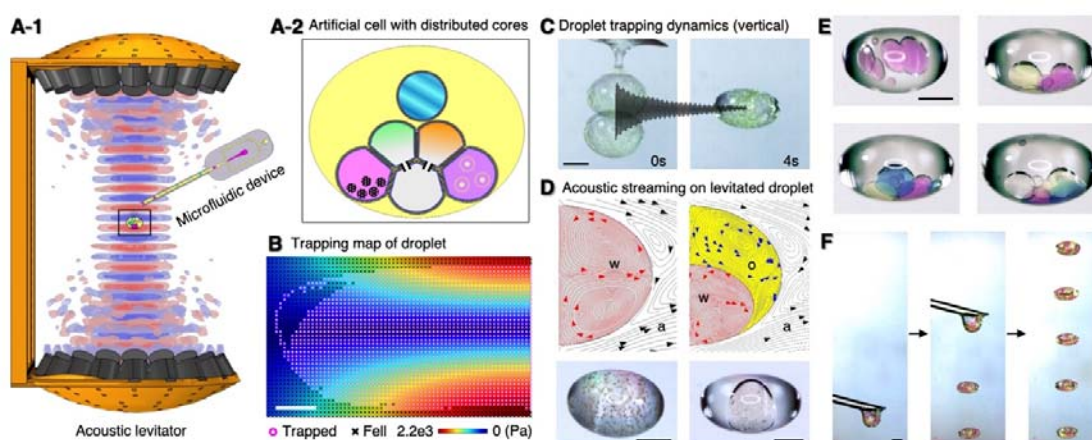 A-1
Microfluidic device
Acoustic levitator
A-2 Artificial cell with distributed cores
B Trapping map of droplet
Trapped
Fell
2.2e3
0 (Pa)
C Droplet trapping dynamics (vertical)
0s
4s
D Acoustic streaming on levitated droplet
w
a
o
w
a
E
F